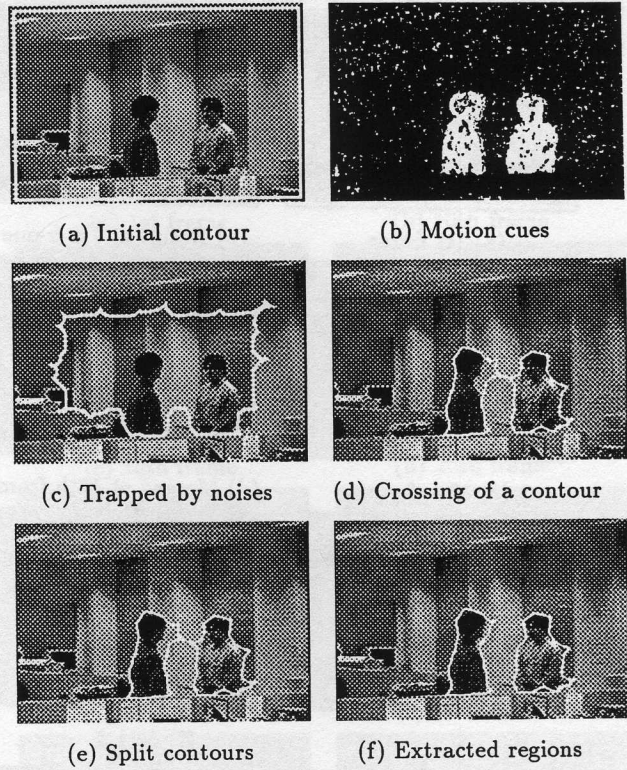 (a) Initial contour
(b) Motion cues
(c) Trapped by noises
(d) Crossing of a contour
(e) Split contours
(f) Extracted regions